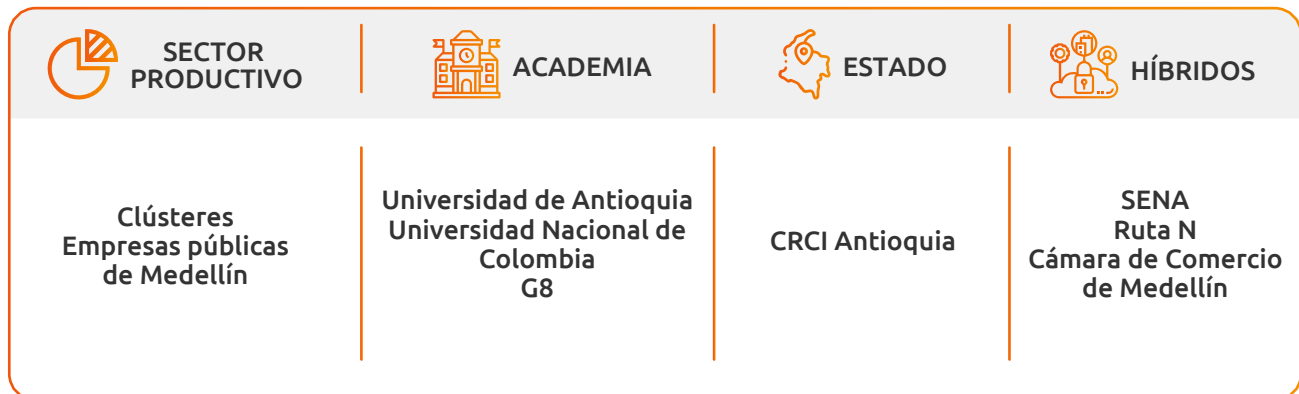 SECTOR
PRODUCTIVO
ACADEMIA
ESTADO
HÍBRIDOS
Clústeres
Empresas públicas
de Medellín
Universidad de Antioquia
Universidad Nacional de
Colombia
G8
CRCI Antioquia
SENA
Ruta N
Cámara de Comercio
de Medellín